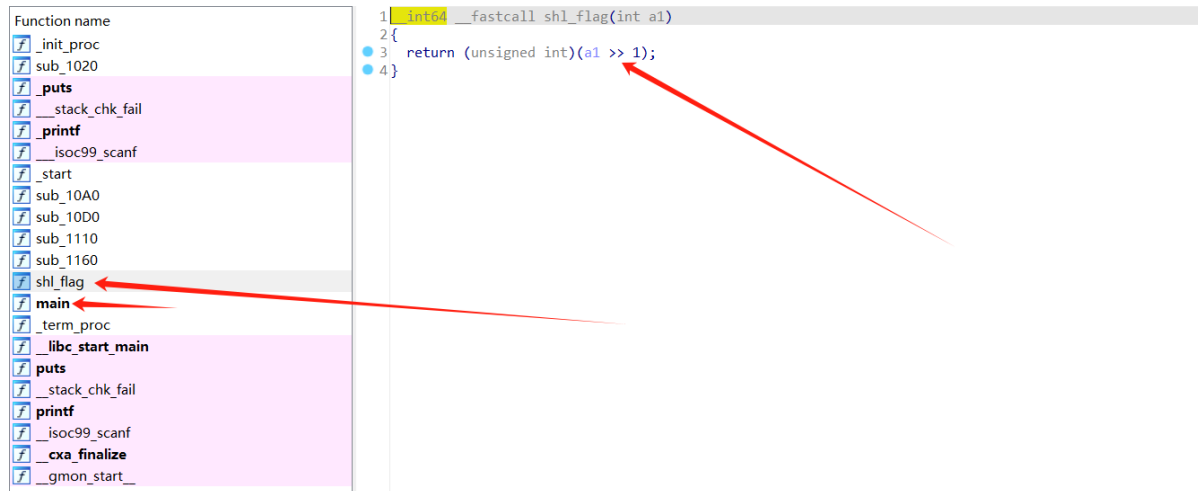 Function name
f _init_proc
f sub_1020
f _puts
f ___stack_chk_fail
f _printf
f ___isoc99_scanf
f _start
f sub_10A0
f sub_10D0
f sub_1110
f sub_1160
f shl_flag
f main
f _term_proc
f __libc_start_main
f puts
f __stack_chk_fail
f printf
f __isoc99_scanf
f __cxa_finalize
f __gmon_start__
1 __int64 __fastcall shl_flag(int a1)
2 {
3 return (unsigned int)(a1 >> 1);
4 }